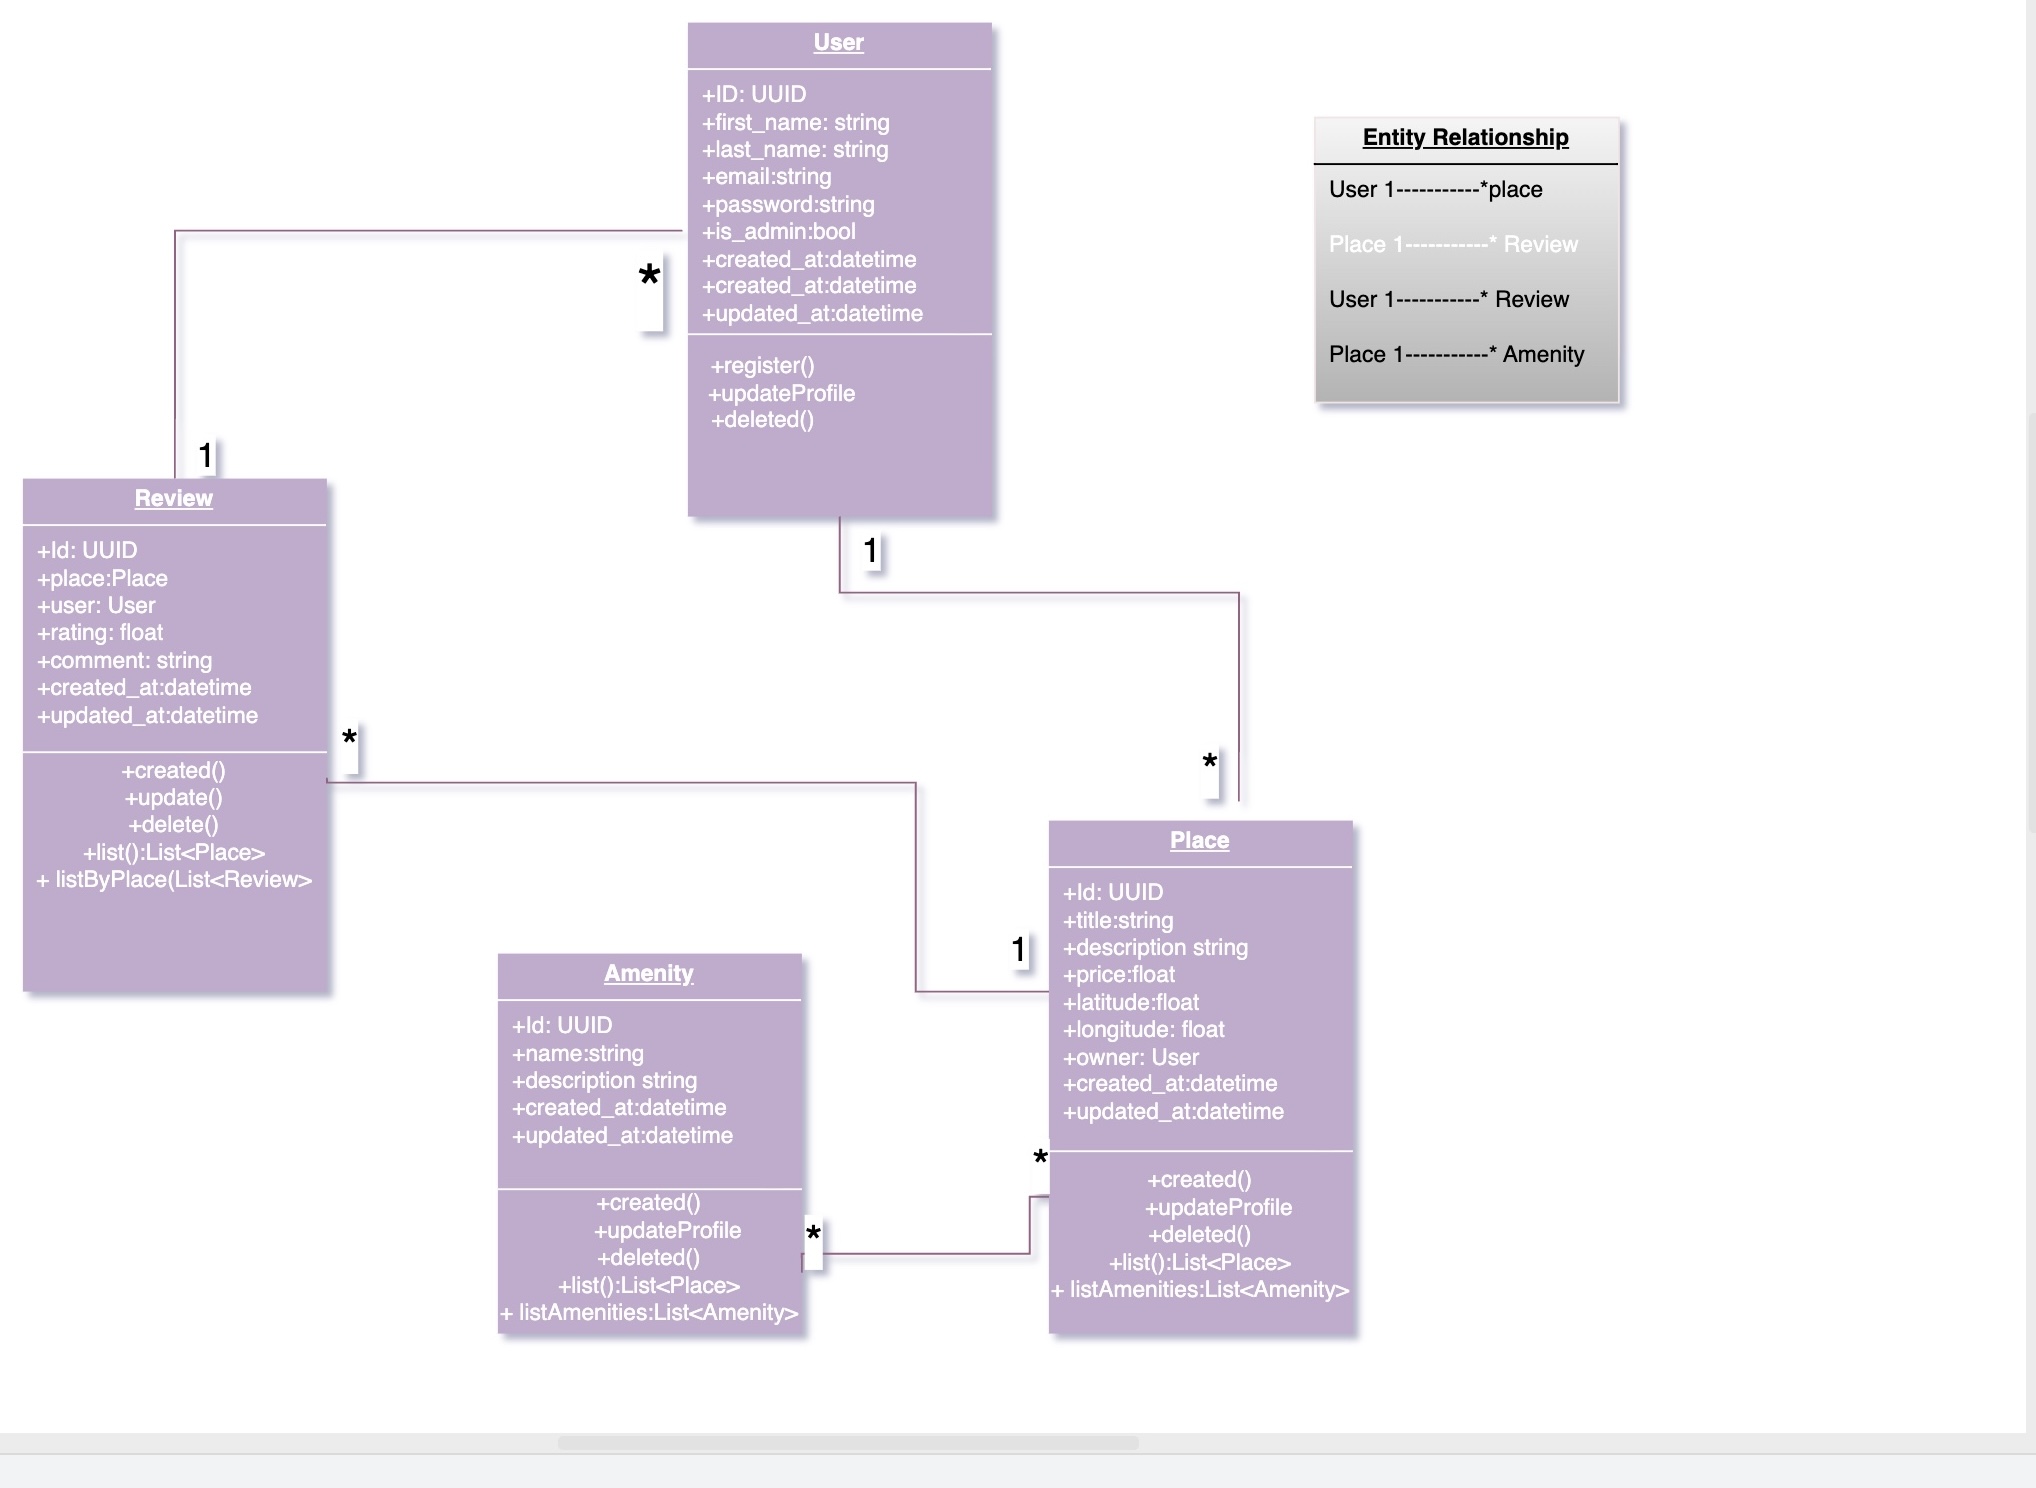 User
+ID: UUID
+first_name: string
+last_name: string
+email:string
+password:string
+is_admin:bool
+created_at:datetime
+created_at:datetime
+updated_at:datetime
+register()
+updateProfile
+deleted()
Entity Relationship
User 1-----------*place
Place 1-----------* Review
User 1-----------* Review
Place 1-----------* Amenity
*
1
1
Review
+Id: UUID
+place:Place
+user: User
+rating: float
+comment: string
+created_at:datetime
+updated_at:datetime
+created()
+update()
+delete()
+list():List<Place>
+ listByPlace(List<Review>
*
*
1
Place
+Id: UUID
+title:string
+description string
+price:float
+latitude:float
+longitude: float
+owner: User
+created_at:datetime
+updated_at:datetime
+created()
+updateProfile
+deleted()
+list():List<Place>
+ listAmenities:List<Amenity>
Amenity
+Id: UUID
+name:string
+description string
+created_at:datetime
+updated_at:datetime
+created()
+updateProfile
+deleted()
+list():List<Place>
+ listAmenities:List<Amenity>
*
*